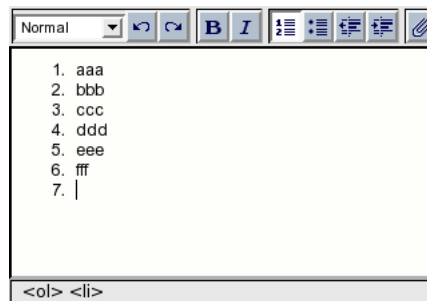 Normal B I
1. aaa
2. bbb
3. ccc
4. ddd
5. eee
6. fff
7.
<ol> <li>